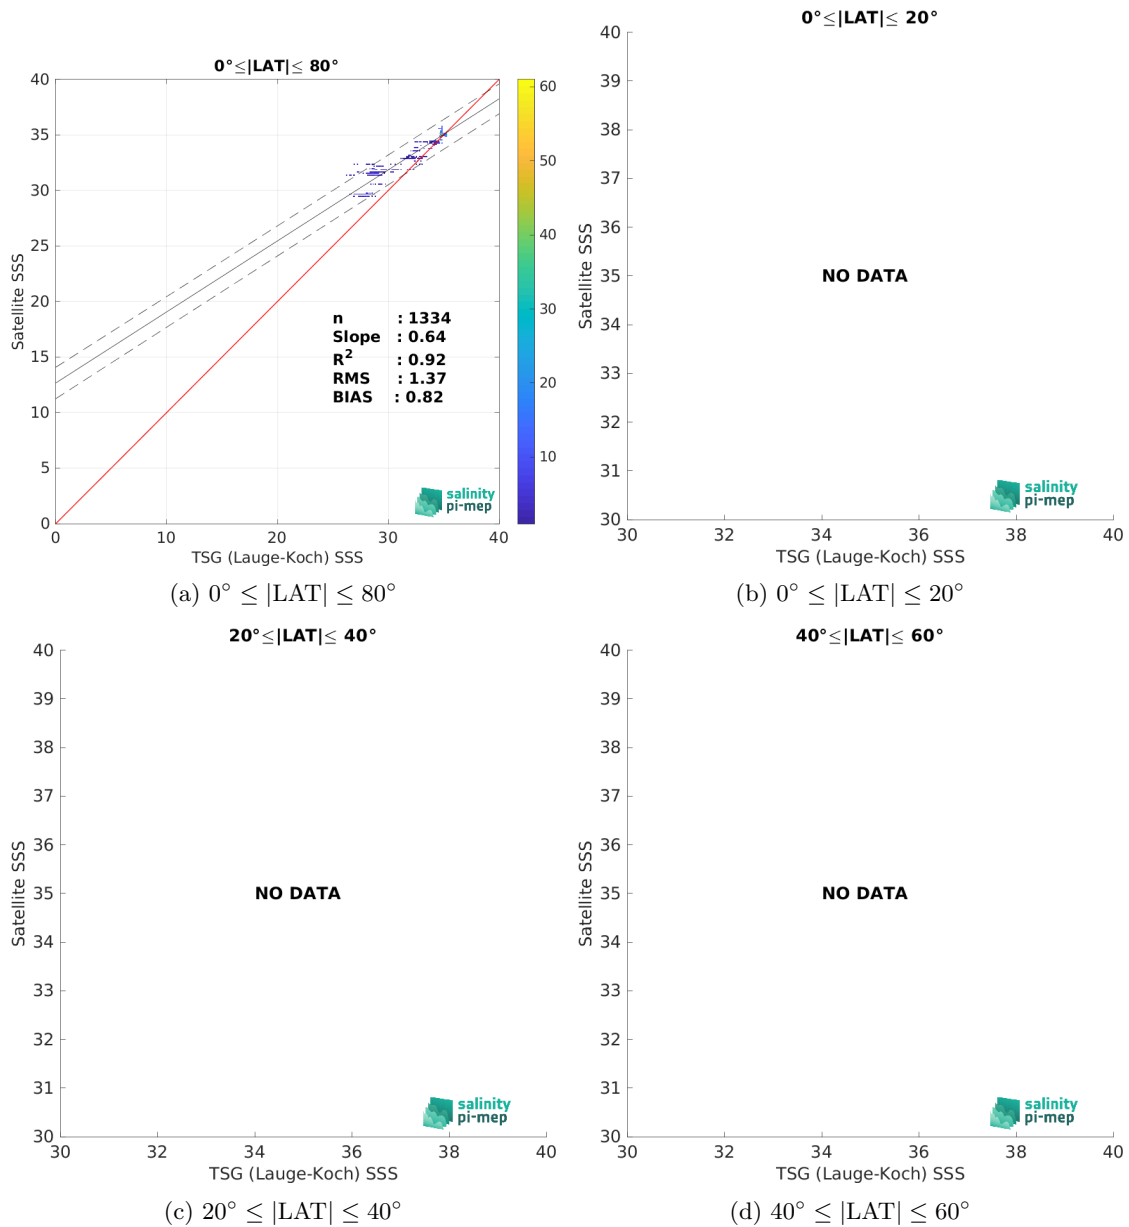 0°≤|LAT|≤ 80°
40
35
30
25
20
15
10
5
0
Satellite SSS
0
10
20
30
40
TSG (Lauge-Koch) SSS
60
50
40
30
20
10
n : 1334
Slope : 0.64
R² : 0.92
RMS : 1.37
BIAS : 0.82
salinity
pi-mep
(a) 0° ≤ |LAT| ≤ 80°
0°≤|LAT|≤ 20°
40
39
38
37
36
35
34
33
32
31
30
Satellite SSS
NO DATA
30
32
34
36
38
40
TSG (Lauge-Koch) SSS
salinity
pi-mep
(b) 0° ≤ |LAT| ≤ 20°
20°≤|LAT|≤ 40°
40
39
38
37
36
35
34
33
32
31
30
Satellite SSS
NO DATA
30
32
34
36
38
40
TSG (Lauge-Koch) SSS
salinity
pi-mep
(c) 20° ≤ |LAT| ≤ 40°
40°≤|LAT|≤ 60°
40
39
38
37
36
35
34
33
32
31
30
Satellite SSS
NO DATA
30
32
34
36
38
40
TSG (Lauge-Koch) SSS
salinity
pi-mep
(d) 40° ≤ |LAT| ≤ 60°